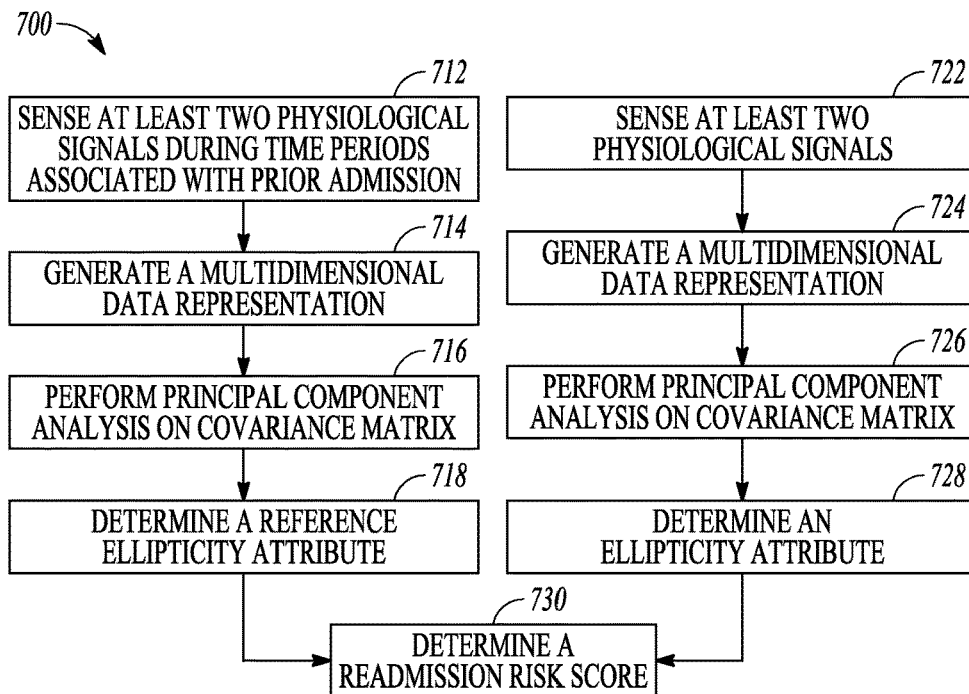 700
712
SENSE AT LEAST TWO PHYSIOLOGICAL
SIGNALS DURING TIME PERIODS
ASSOCIATED WITH PRIOR ADMISSION
714
GENERATE A MULTIDIMENSIONAL
DATA REPRESENTATION
716
PERFORM PRINCIPAL COMPONENT
ANALYSIS ON COVARIANCE MATRIX
718
DETERMINE A REFERENCE
ELLIPTICITY ATTRIBUTE
722
SENSE AT LEAST TWO
PHYSIOLOGICAL SIGNALS
724
GENERATE A MULTIDIMENSIONAL
DATA REPRESENTATION
726
PERFORM PRINCIPAL COMPONENT
ANALYSIS ON COVARIANCE MATRIX
728
DETERMINE AN
ELLIPTICITY ATTRIBUTE
730
DETERMINE A
READMISSION RISK SCORE